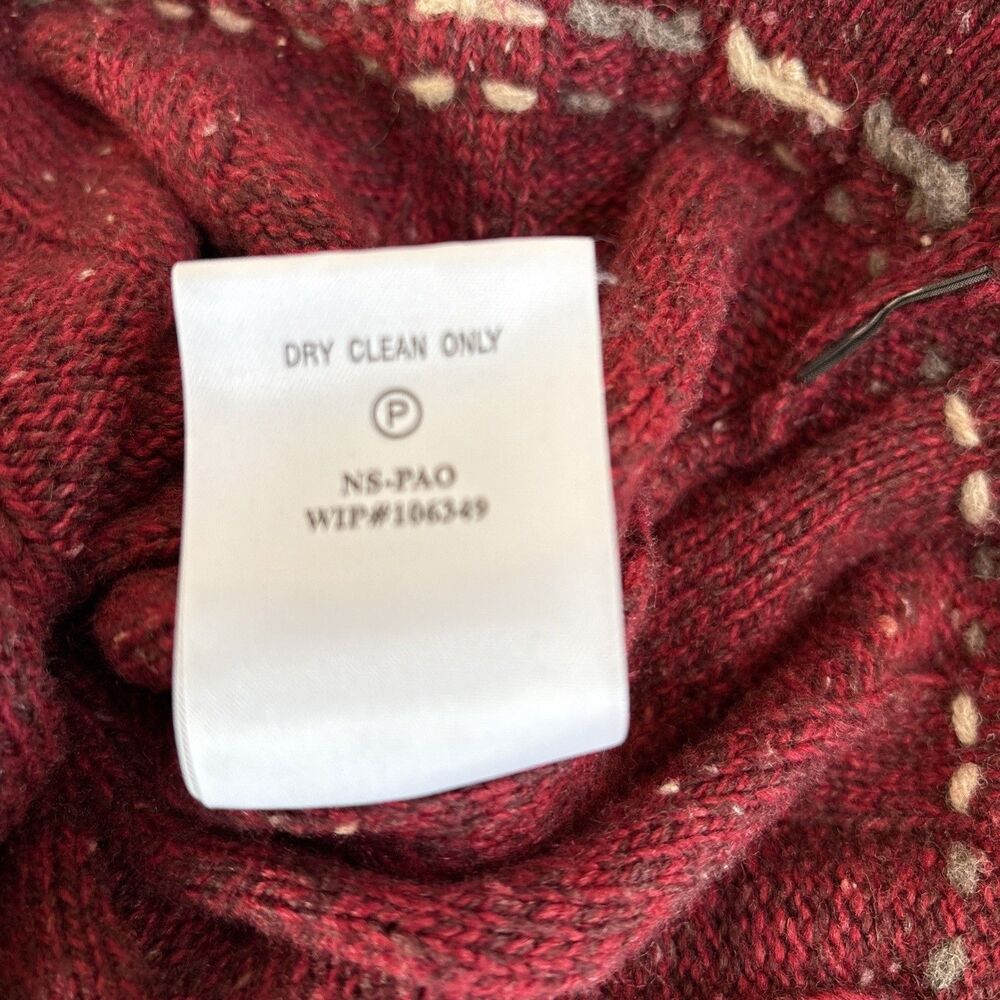 DRY CLEAN ONLY
P
NS-PAO
WIP#106349